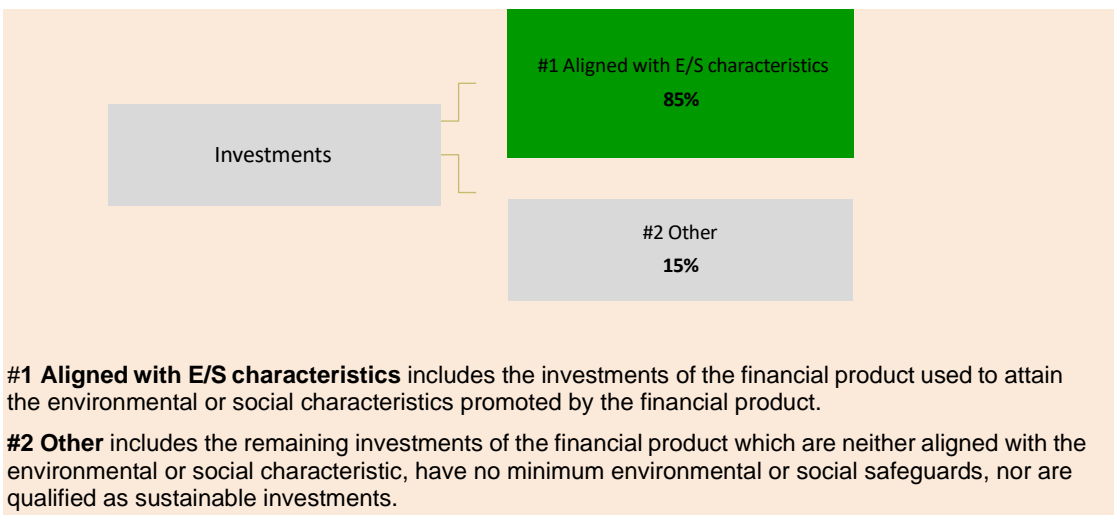 #1 Aligned with E/S characteristics
85%
Investments
#2 Other
15%
#1 Aligned with E/S characteristics includes the investments of the financial product used to attain
the environmental or social characteristics promoted by the financial product.
#2 Other includes the remaining investments of the financial product which are neither aligned with the
environmental or social characteristic, have no minimum environmental or social safeguards, nor are
qualified as sustainable investments.